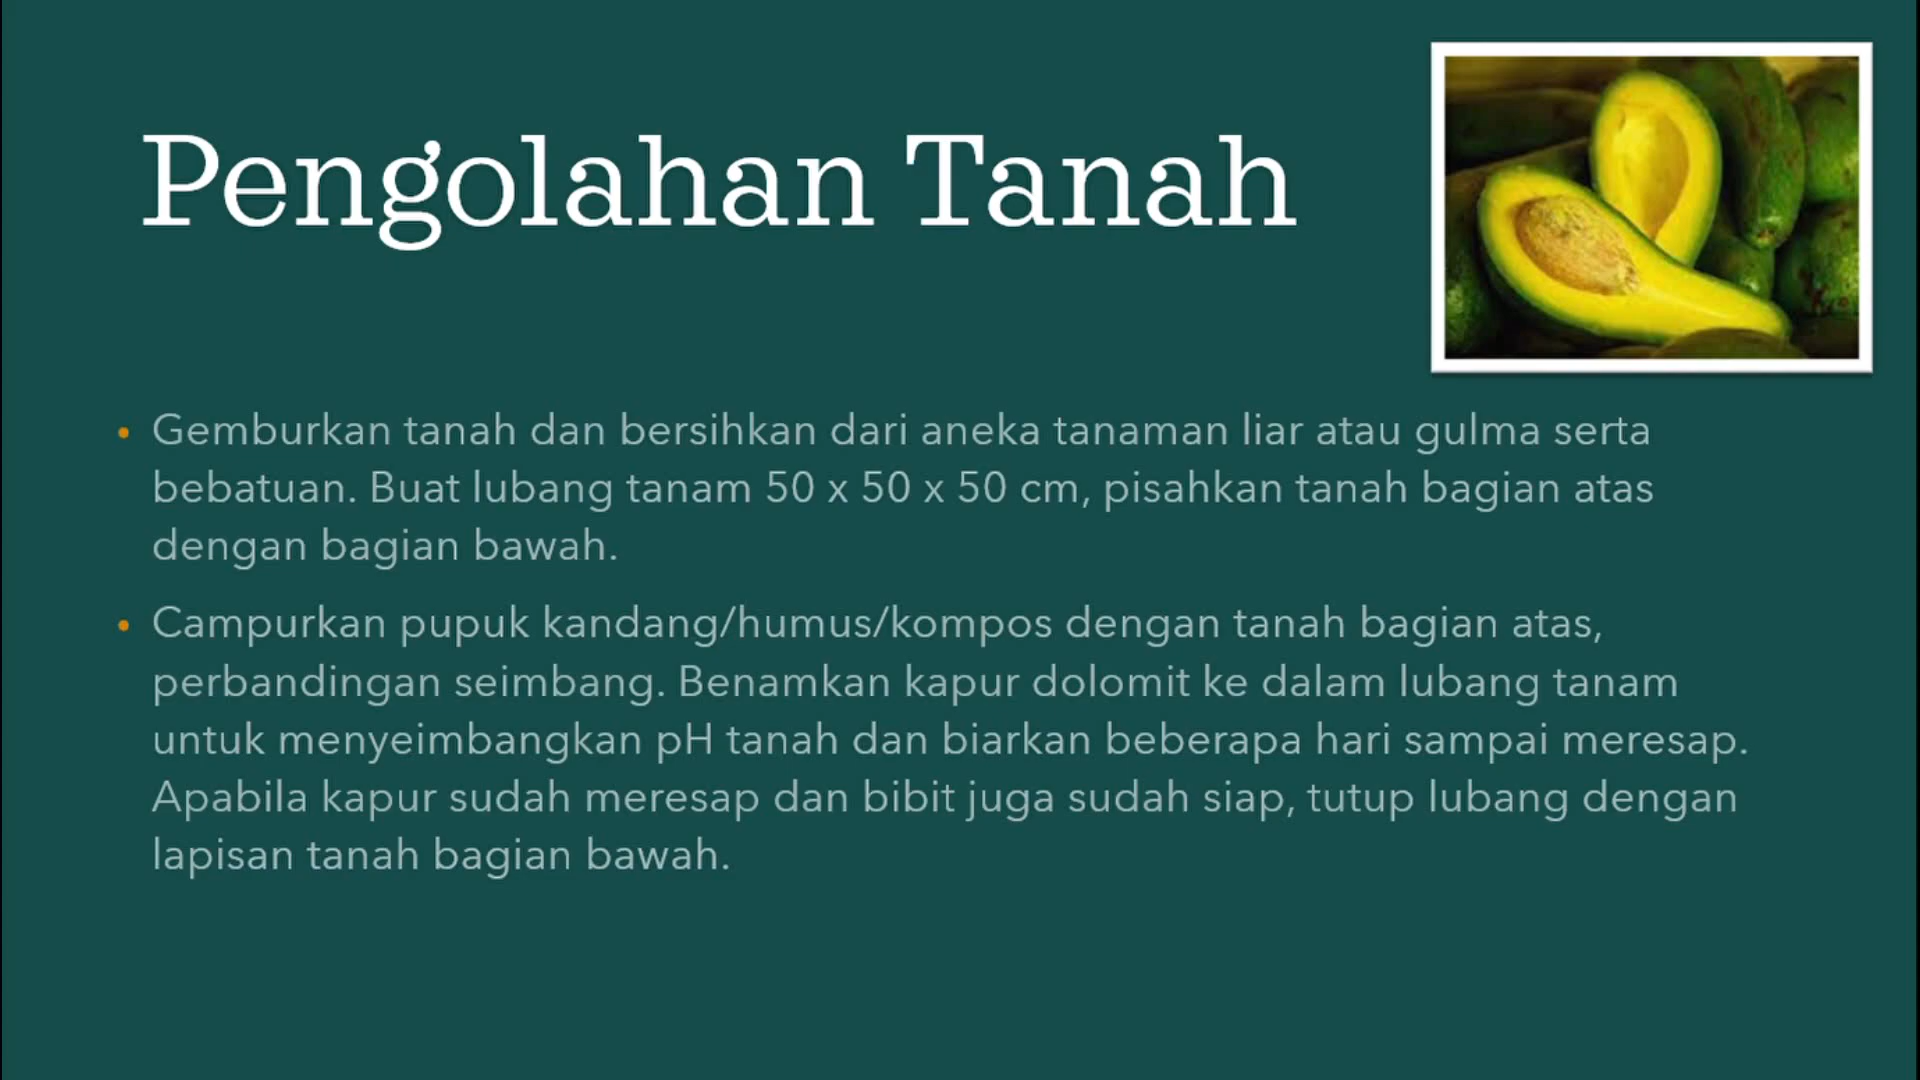 Pengolahan Tanah
• Gemburkan tanah dan bersihkan dari aneka tanaman liar atau gulma serta
bebatuan. Buat lubang tanam 50 x 50 x 50 cm, pisahkan tanah bagian atas
dengan bagian bawah.
• Campurkan pupuk kandang/humus/kompos dengan tanah bagian atas,
perbandingan seimbang. Benamkan kapur dolomit ke dalam lubang tanam
untuk menyeimbangkan pH tanah dan biarkan beberapa hari sampai meresap.
Apabila kapur sudah meresap dan bibit juga sudah siap, tutup lubang dengan
lapisan tanah bagian bawah.